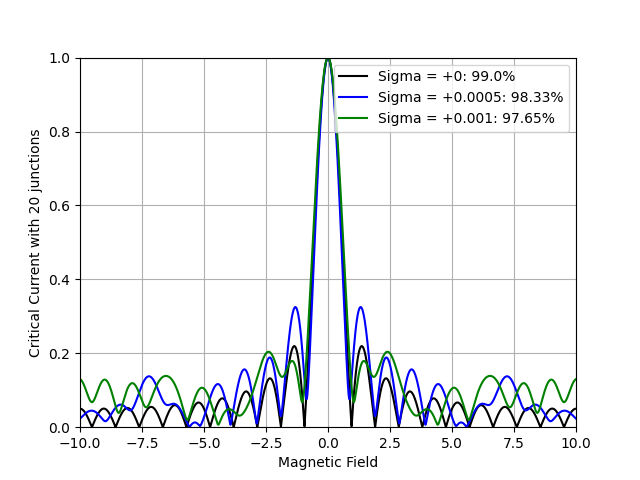 1.0
0.8
0.6
0.4
0.2
0.0
Critical Current with 20 junctions
Sigma = +0: 99.0%
Sigma = +0.0005: 98.33%
Sigma = +0.001: 97.65%
−10.0 −7.5 −5.0 −2.5 0.0 2.5 5.0 7.5 10.0
Magnetic Field